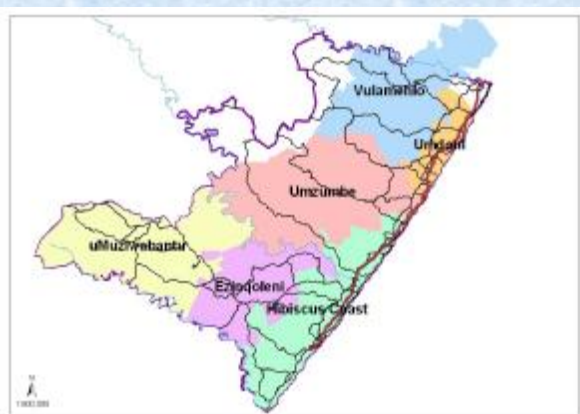 Vulamehlo
Umdoni
Umzumbe
uMuziwabantu
Ezinqoleni
Hibiscus Coast
N